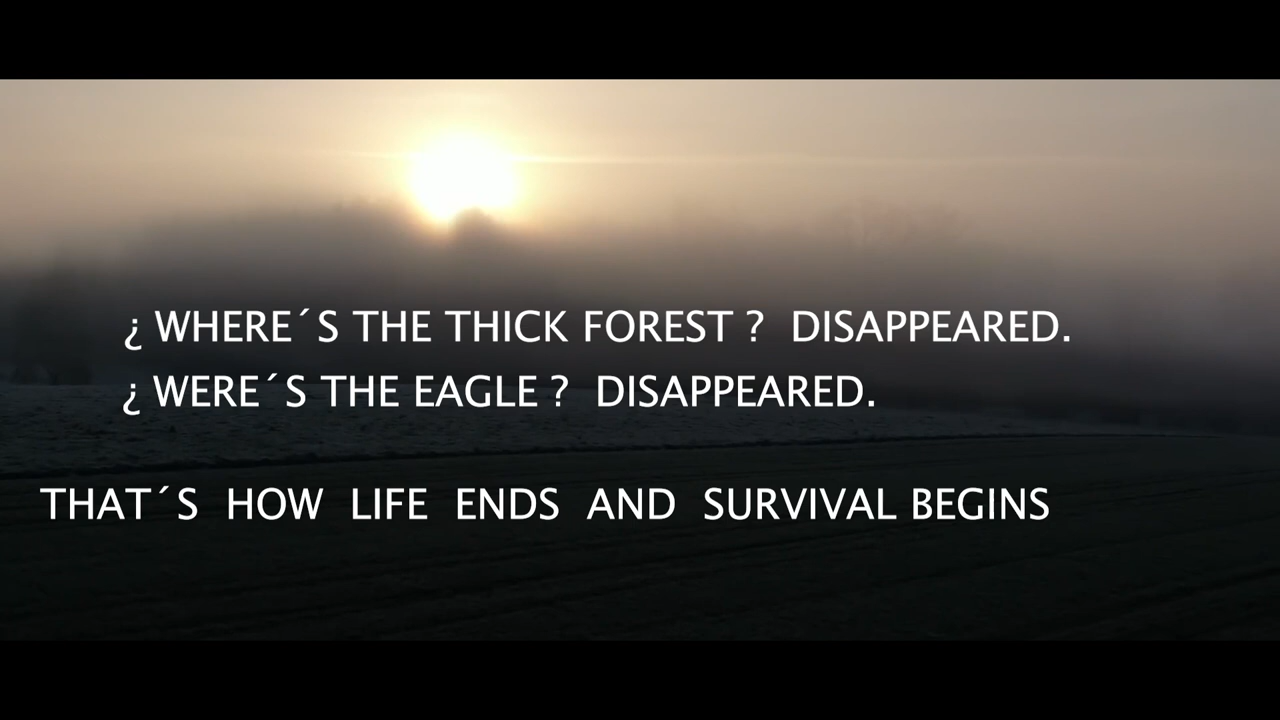 ¿ WHERE´S THE THICK FOREST ? DISAPPEARED.
¿ WERE´S THE EAGLE ? DISAPPEARED.
THAT´S HOW LIFE ENDS AND SURVIVAL BEGINS